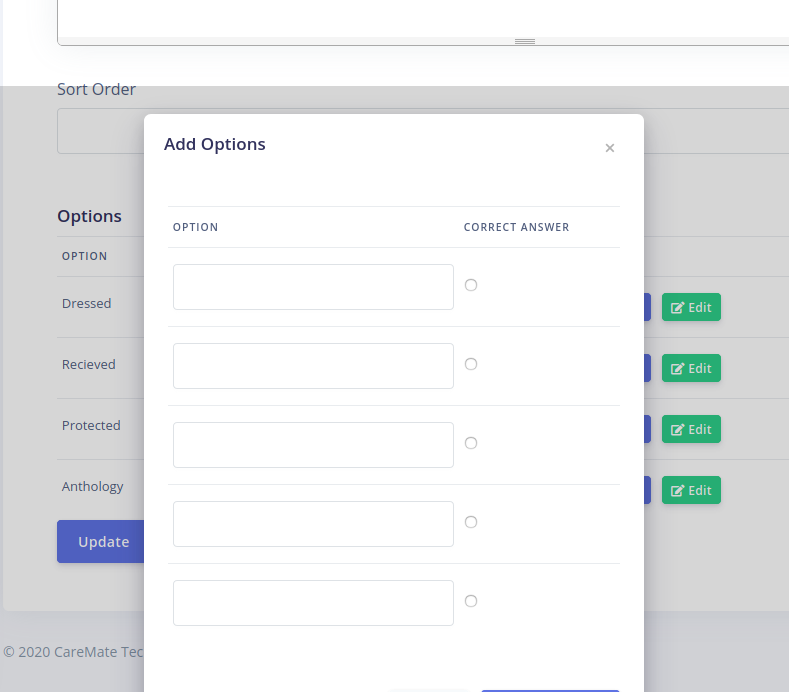 Sort Order
Add Options
×
Options
OPTION CORRECT ANSWER
OPTION
Dressed
Edit
Recieved
Edit
Protected
Edit
Anthology
Edit
Update
© 2020 CareMate Tec